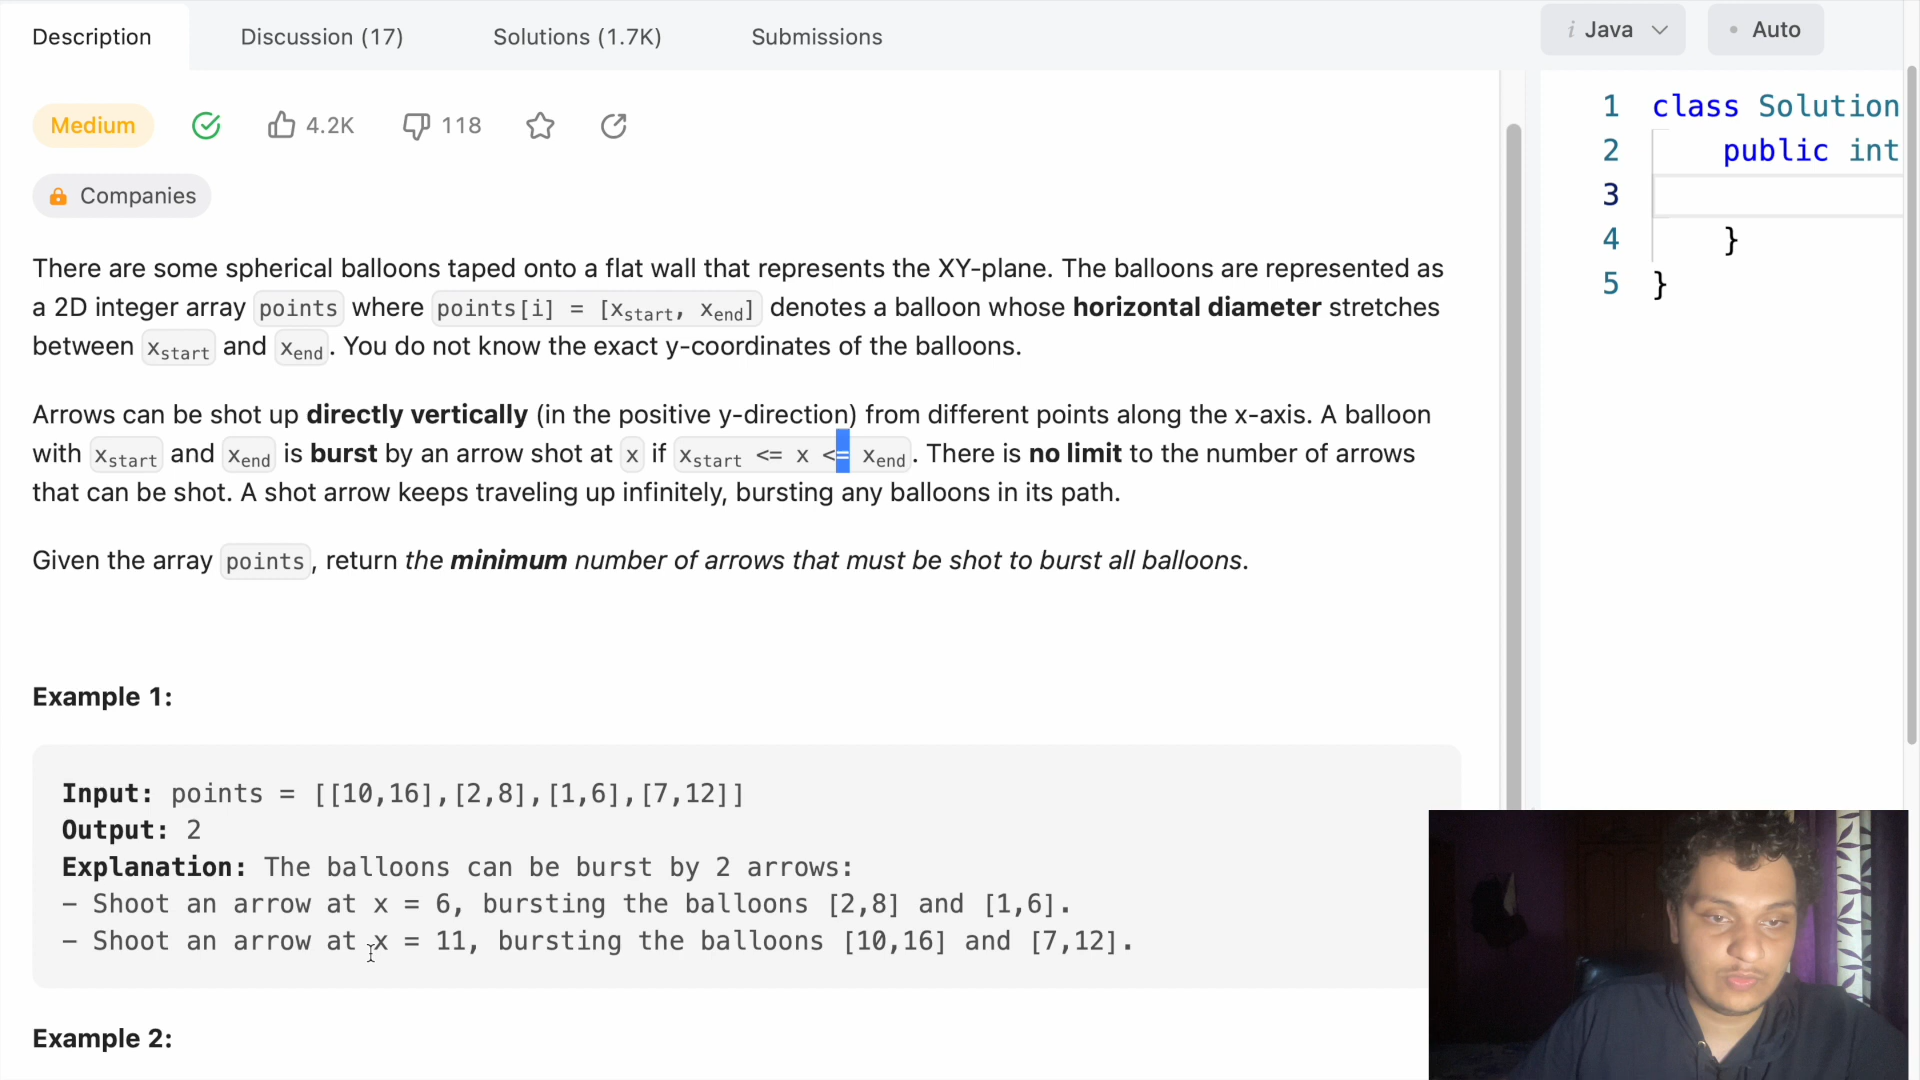 Description
Discussion (17)
Solutions (1.7K)
Submissions
i Java
Auto
Medium
4.2K
118
Companies
There are some spherical balloons taped onto a flat wall that represents the XY-plane. The balloons are represented as
a 2D integer array points where points[i] = [xstart, xend] denotes a balloon whose horizontal diameter stretches
between xstart and xend. You do not know the exact y-coordinates of the balloons.
Arrows can be shot up directly vertically (in the positive y-direction) from different points along the x-axis. A balloon
with xstart and xend is burst by an arrow shot at x if xstart <= x <= xend. There is no limit to the number of arrows
that can be shot. A shot arrow keeps traveling up infinitely, bursting any balloons in its path.
Given the array points, return the minimum number of arrows that must be shot to burst all balloons.
Example 1:
Input: points = [[10,16],[2,8],[1,6],[7,12]]
Output: 2
Explanation: The balloons can be burst by 2 arrows:
- Shoot an arrow at x = 6, bursting the balloons [2,8] and [1,6].
- Shoot an arrow at x = 11, bursting the balloons [10,16] and [7,12].
Example 2:
1 class Solution
2 public int
3
4 }
5 }